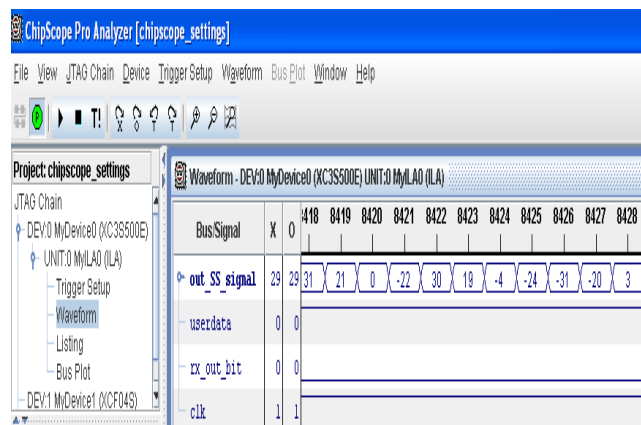 ChipScope Pro Analyzer [chipscope_settings]
File View JTAG Chain Device Trigger Setup Waveform Bus Plot Window Help
P T! X O T T
Project: chipscope_settings
JTAG Chain
DEV:0 MyDevice0 (XC3S500E)
UNIT:0 MyILA0 (ILA)
Trigger Setup
Waveform
Listing
Bus Plot
DEV:1 MyDevice1 (XCF04S)
Waveform - DEV:0 MyDevice0 (XC3S500E) UNIT:0 MyILA0 (ILA)
Bus/Signal X O 8418 8419 8420 8421 8422 8423 8424 8425 8426 8427 8428
out_SS_signal 29 29 31 21 0 -22 30 19 -4 -24 -31 -20 3
userdata 0 0
rx_out_bit 0 0
clk 1 1